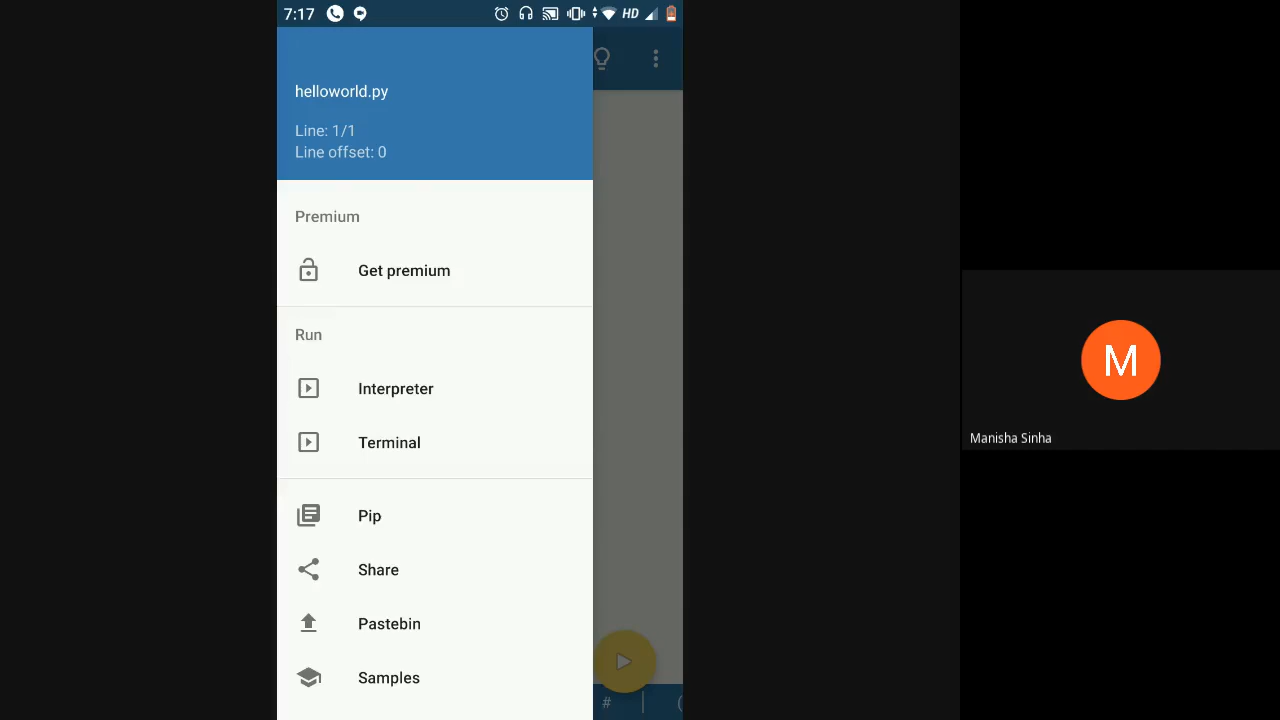 7:17
HD
helloworld.py
Line: 1/1
Line offset: 0
Premium
Get premium
Run
Interpreter
Terminal
Pip
Share
Pastebin
Samples
# (
M
Manisha Sinha